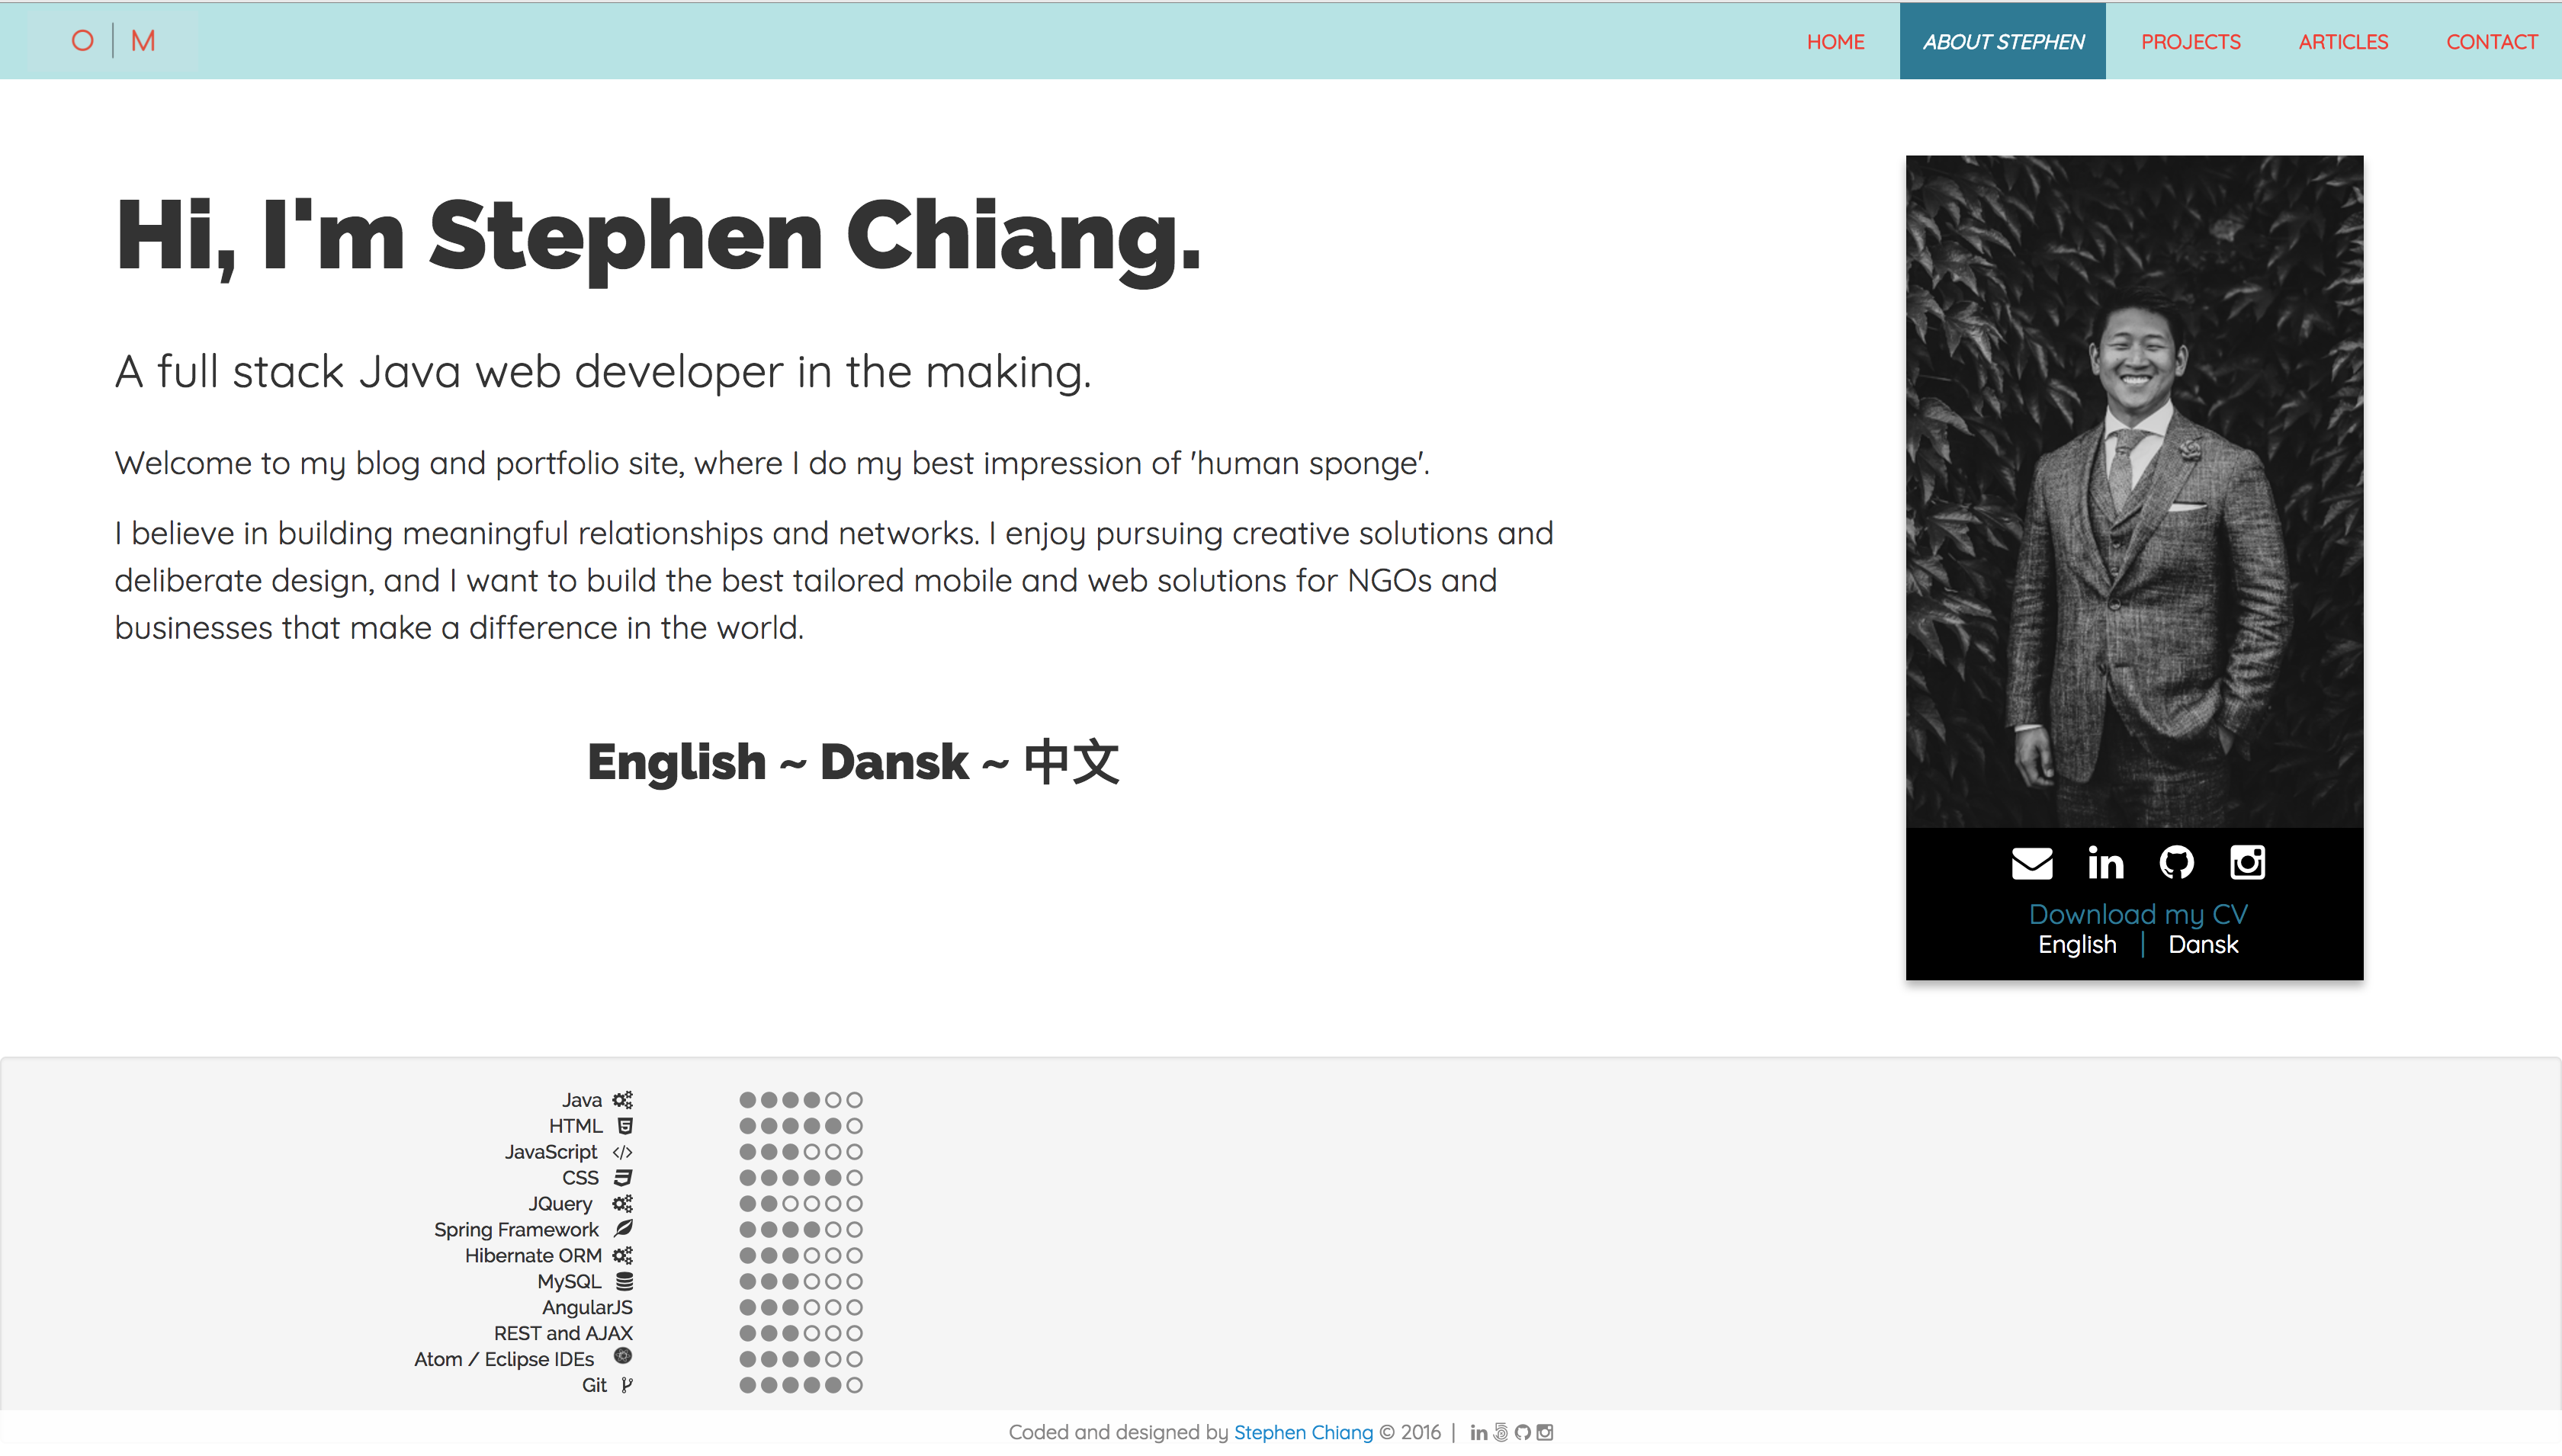 O | M
HOME
ABOUT STEPHEN
PROJECTS
ARTICLES
CONTACT
Hi, I'm Stephen Chiang.
A full stack Java web developer in the making.
Welcome to my blog and portfolio site, where I do my best impression of 'human sponge'.
I believe in building meaningful relationships and networks. I enjoy pursuing creative solutions and
deliberate design, and I want to build the best tailored mobile and web solutions for NGOs and
businesses that make a difference in the world.
English ~ Dansk ~ 中文
in
Download my CV
English | Dansk
Java
HTML
JavaScript </>
CSS
JQuery
Spring Framework
Hibernate ORM
MySQL
AngularJS
REST and AJAX
Atom / Eclipse IDEs
Git
Coded and designed by Stephen Chiang © 2016 | in